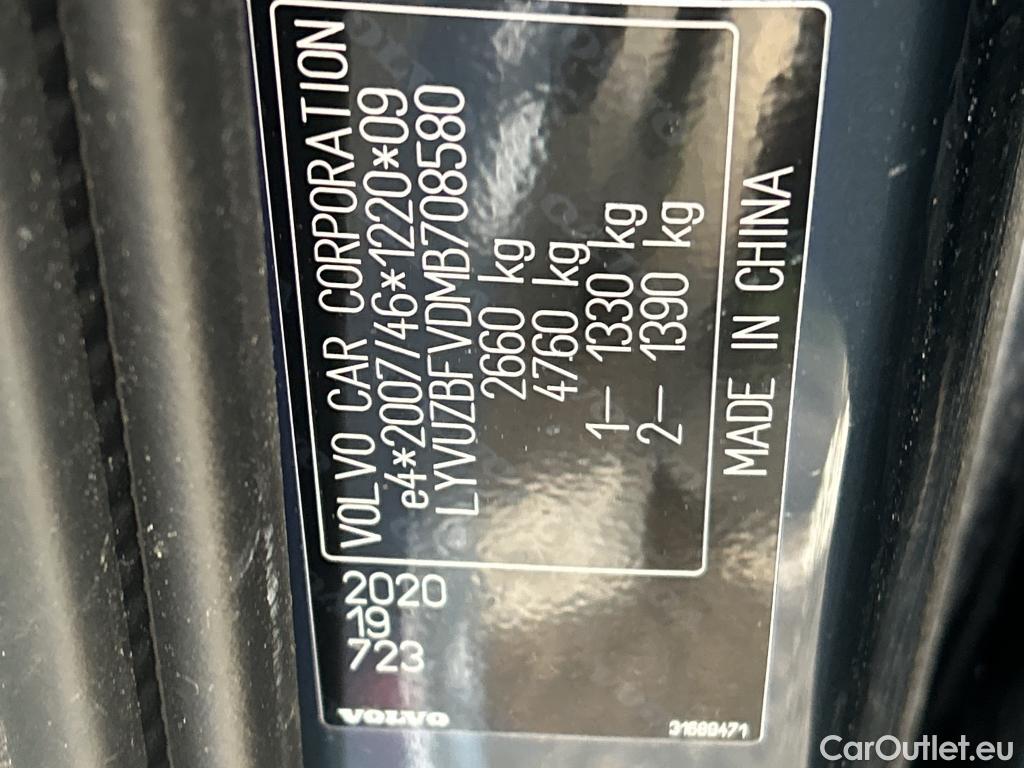 VOLVO CAR CORPORATION
e4*2007/46*1220*09
LYVUZBFVDMB708580
2660 kg
4760 kg
1– 1330 kg
2– 1390 kg
MADE IN CHINA
2020
19
723
VOLVO
31680471
CarOutlet.eu